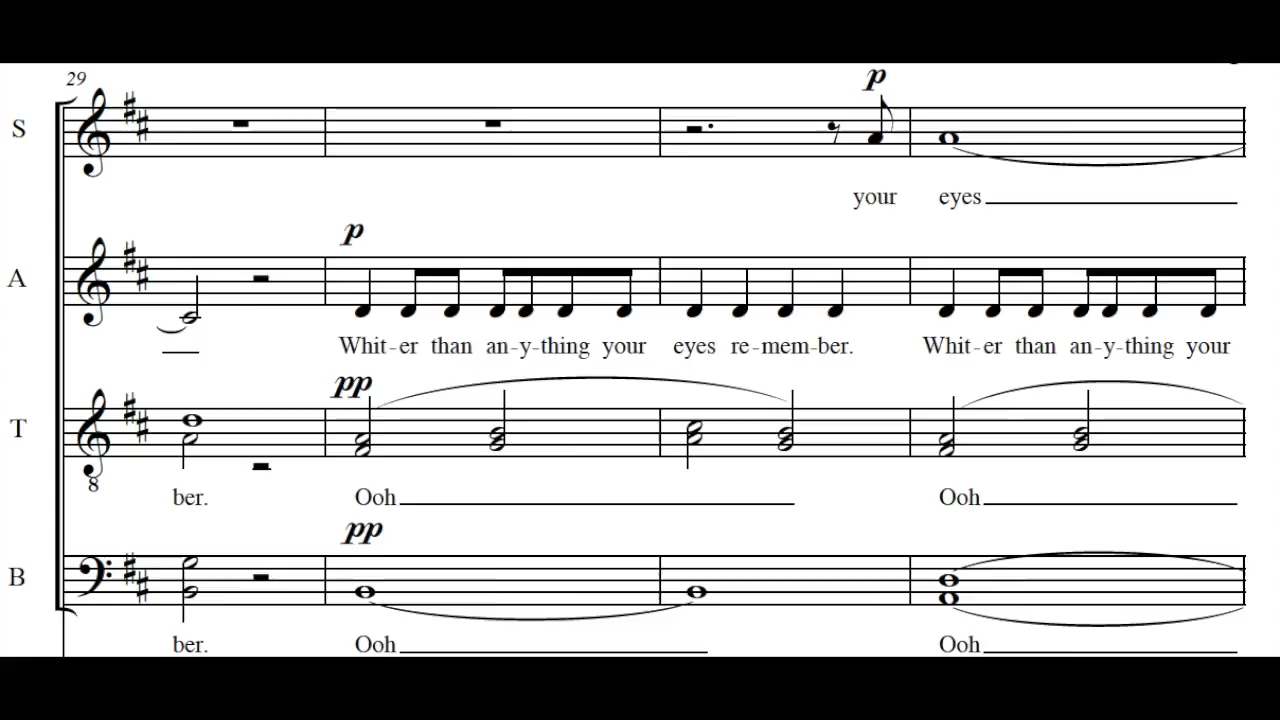 29
p
S
your eyes
p
A
Whit-er than an-y-thing your eyes re-mem-ber. Whit-er than an-y-thing your
pp
T
8
ber. Ooh Ooh
pp
B
ber. Ooh Ooh